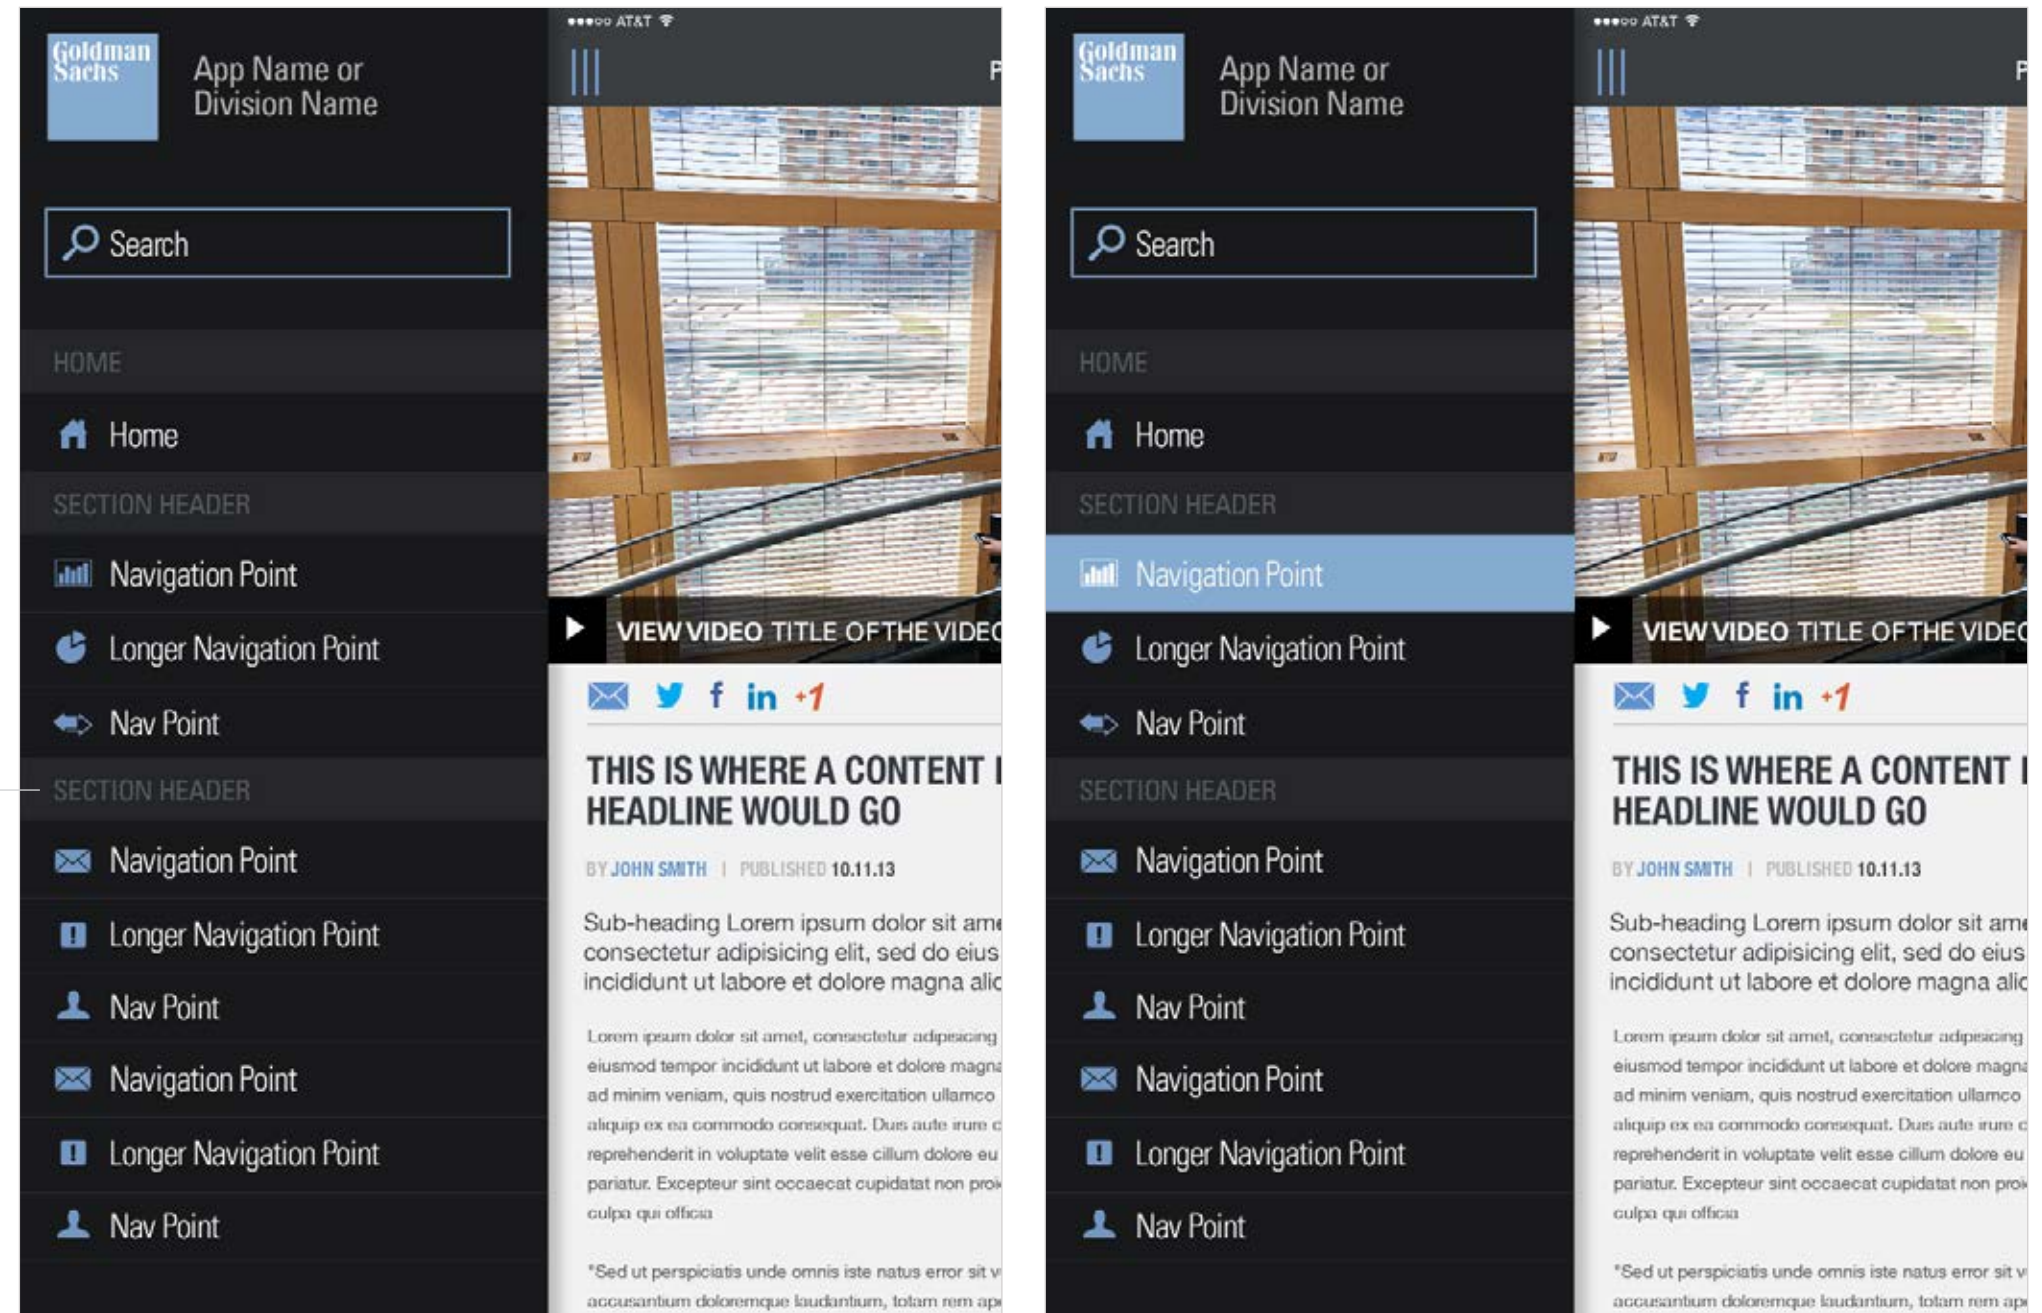 Goldman
Sachs
App Name or
Division Name
Search
HOME
Home
SECTION HEADER
Navigation Point
Longer Navigation Point
Nav Point
SECTION HEADER
Navigation Point
Longer Navigation Point
Nav Point
Navigation Point
Longer Navigation Point
Nav Point
AT&T
P
VIEW VIDEO TITLE OF THE VIDEO
f in +1
THIS IS WHERE A CONTENT
HEADLINE WOULD GO
BY JOHN SMITH | PUBLISHED 10.11.13
Sub-heading Lorem ipsum dolor sit ame
consectetur adipisicing elit, sed do eius
incididunt ut labore et dolore magna alic
Lorem ipsum dolor sit amet, consectetur adipisicing
eiusmod tempor incididunt ut labore et dolore magna
ad minim veniam, quis nostrud exercitation ullamco
aliquip ex ea commodo consequat. Duis aute irure c
reprehenderit in voluptate velit esse cillum dolore eu
pariatur. Excepteur sint occaecat cupidatat non proi
culpa qui officia
"Sed ut perspiciatis unde omnis iste natus error sit v
accusantium doloremque laudantium, totam rem ap
Goldman
Sachs
App Name or
Division Name
Search
HOME
Home
SECTION HEADER
Navigation Point
Longer Navigation Point
Nav Point
SECTION HEADER
Navigation Point
Longer Navigation Point
Nav Point
Navigation Point
Longer Navigation Point
Nav Point
AT&T
P
VIEW VIDEO TITLE OF THE VIDEO
f in +1
THIS IS WHERE A CONTENT
HEADLINE WOULD GO
BY JOHN SMITH | PUBLISHED 10.11.13
Sub-heading Lorem ipsum dolor sit ame
consectetur adipisicing elit, sed do eius
incididunt ut labore et dolore magna alic
Lorem ipsum dolor sit amet, consectetur adipisicing
eiusmod tempor incididunt ut labore et dolore magna
ad minim veniam, quis nostrud exercitation ullamco
aliquip ex ea commodo consequat. Duis aute irure c
reprehenderit in voluptate velit esse cillum dolore eu
pariatur. Excepteur sint occaecat cupidatat non proi
culpa qui officia
"Sed ut perspiciatis unde omnis iste natus error sit v
accusantium doloremque laudantium, totam rem ap